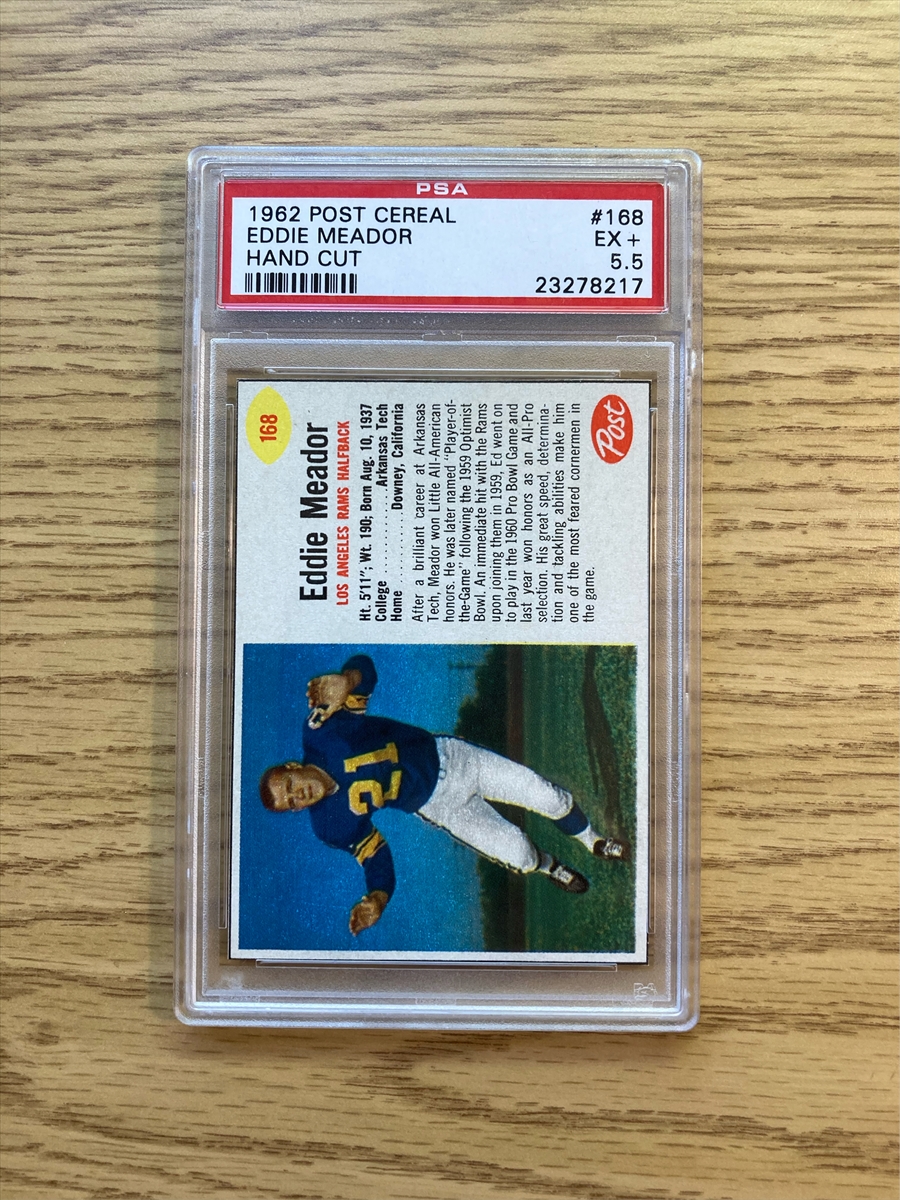 PSA
1962 POST CEREAL #168
EDDIE MEADOR EX +
HAND CUT 5.5
23278217
168
Eddie Meador
LOS ANGELES RAMS HALFBACK
Ht. 5'11"; Wt. 190; Born Aug. 10, 1937
College ............Arkansas Tech
Home ............Downey, California
After a brilliant career at Arkansas
Tech, Meador won Little All-American
honors. He was later named "Player-of-
the-Game" following the 1959 Optimist
Bowl. An immediate hit with the Rams
upon joining them in 1959, Ed went on
to play in the 1960 Pro Bowl Game and
last year won honors as an All-Pro
selection. His great speed, determina-
tion and tackling abilities make him
one of the most feared cornermen in
the game.
Post
21